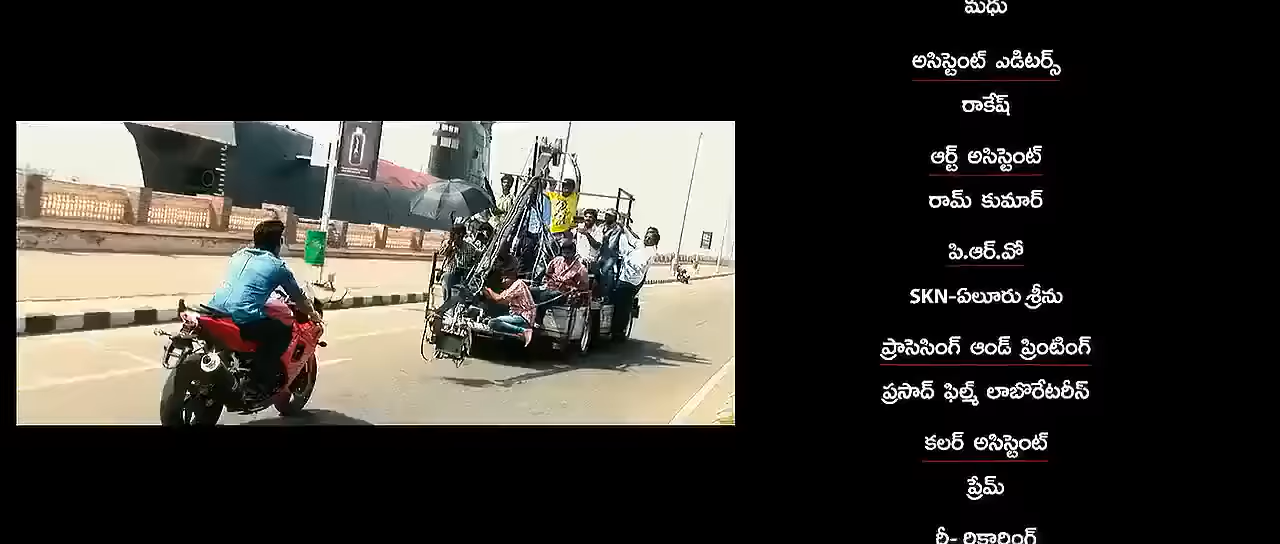 మధు
అసిస్టెంట్ ఎడిటర్స్
రాకేష్
ఆర్ట్ అసిస్టెంట్
రామ్ కుమార్
పి.ఆర్.వో
SKN-ఏలూరు శ్రీను
ప్రాసెసింగ్ ఆండ్ ప్రింటింగ్
ప్రసాద్ ఫిల్మ్ లాబొరేటరీస్
కలర్ అసిస్టెంట్
ప్రేమ్
రీ- రికార్డింగ్